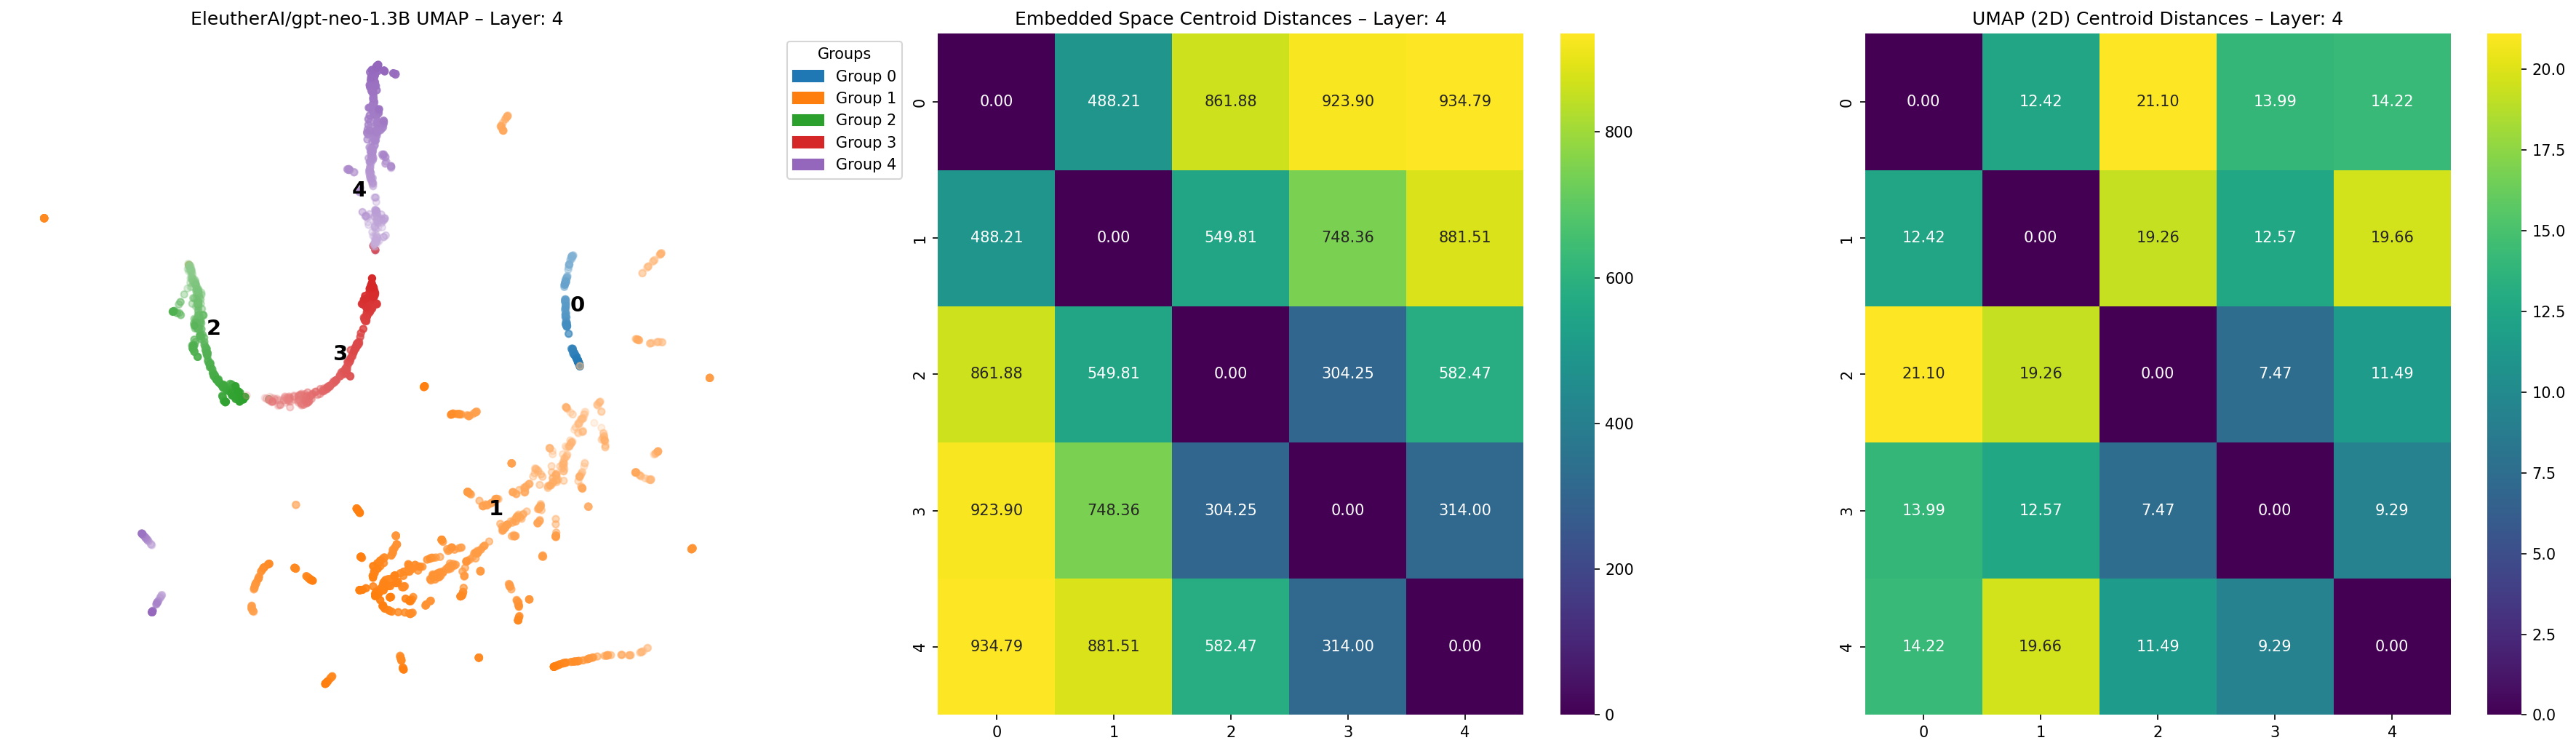 EleutherAI/gpt-neo-1.3B UMAP – Layer: 4
4
2
3
0
1
Groups
Group 0
Group 1
Group 2
Group 3
Group 4
Embedded Space Centroid Distances – Layer: 4
0 0.00 488.21 861.88 923.90 934.79
1 488.21 0.00 549.81 748.36 881.51
2 861.88 549.81 0.00 304.25 582.47
3 923.90 748.36 304.25 0.00 314.00
4 934.79 881.51 582.47 314.00 0.00
0 1 2 3 4
800
600
400
200
0
UMAP (2D) Centroid Distances – Layer: 4
0 0.00 12.42 21.10 13.99 14.22
1 12.42 0.00 19.26 12.57 19.66
2 21.10 19.26 0.00 7.47 11.49
3 13.99 12.57 7.47 0.00 9.29
4 14.22 19.66 11.49 9.29 0.00
0 1 2 3 4
20.0
17.5
15.0
12.5
10.0
7.5
5.0
2.5
0.0